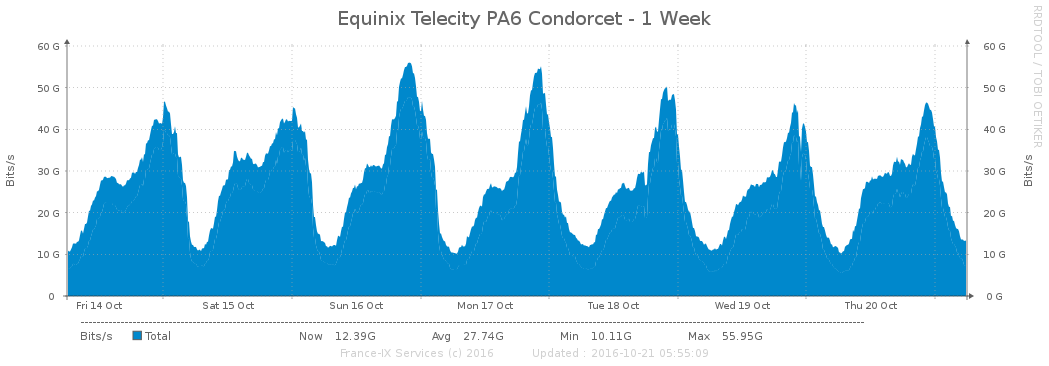 Equinix Telecity PA6 Condorcet - 1 Week
RRDTOOL / TOBI OETIKER
60 G 60 G
50 G 50 G
40 G 40 G
30 G 30 G
20 G 20 G
10 G 10 G
0 0 G
Bits/s
Bits/s
Fri 14 Oct Sat 15 Oct Sun 16 Oct Mon 17 Oct Tue 18 Oct Wed 19 Oct Thu 20 Oct
Bits/s Total Now 12.39G Avg 27.74G Min 10.11G Max 55.95G
France-IX Services (c) 2016 Updated : 2016-10-21 05:55:09